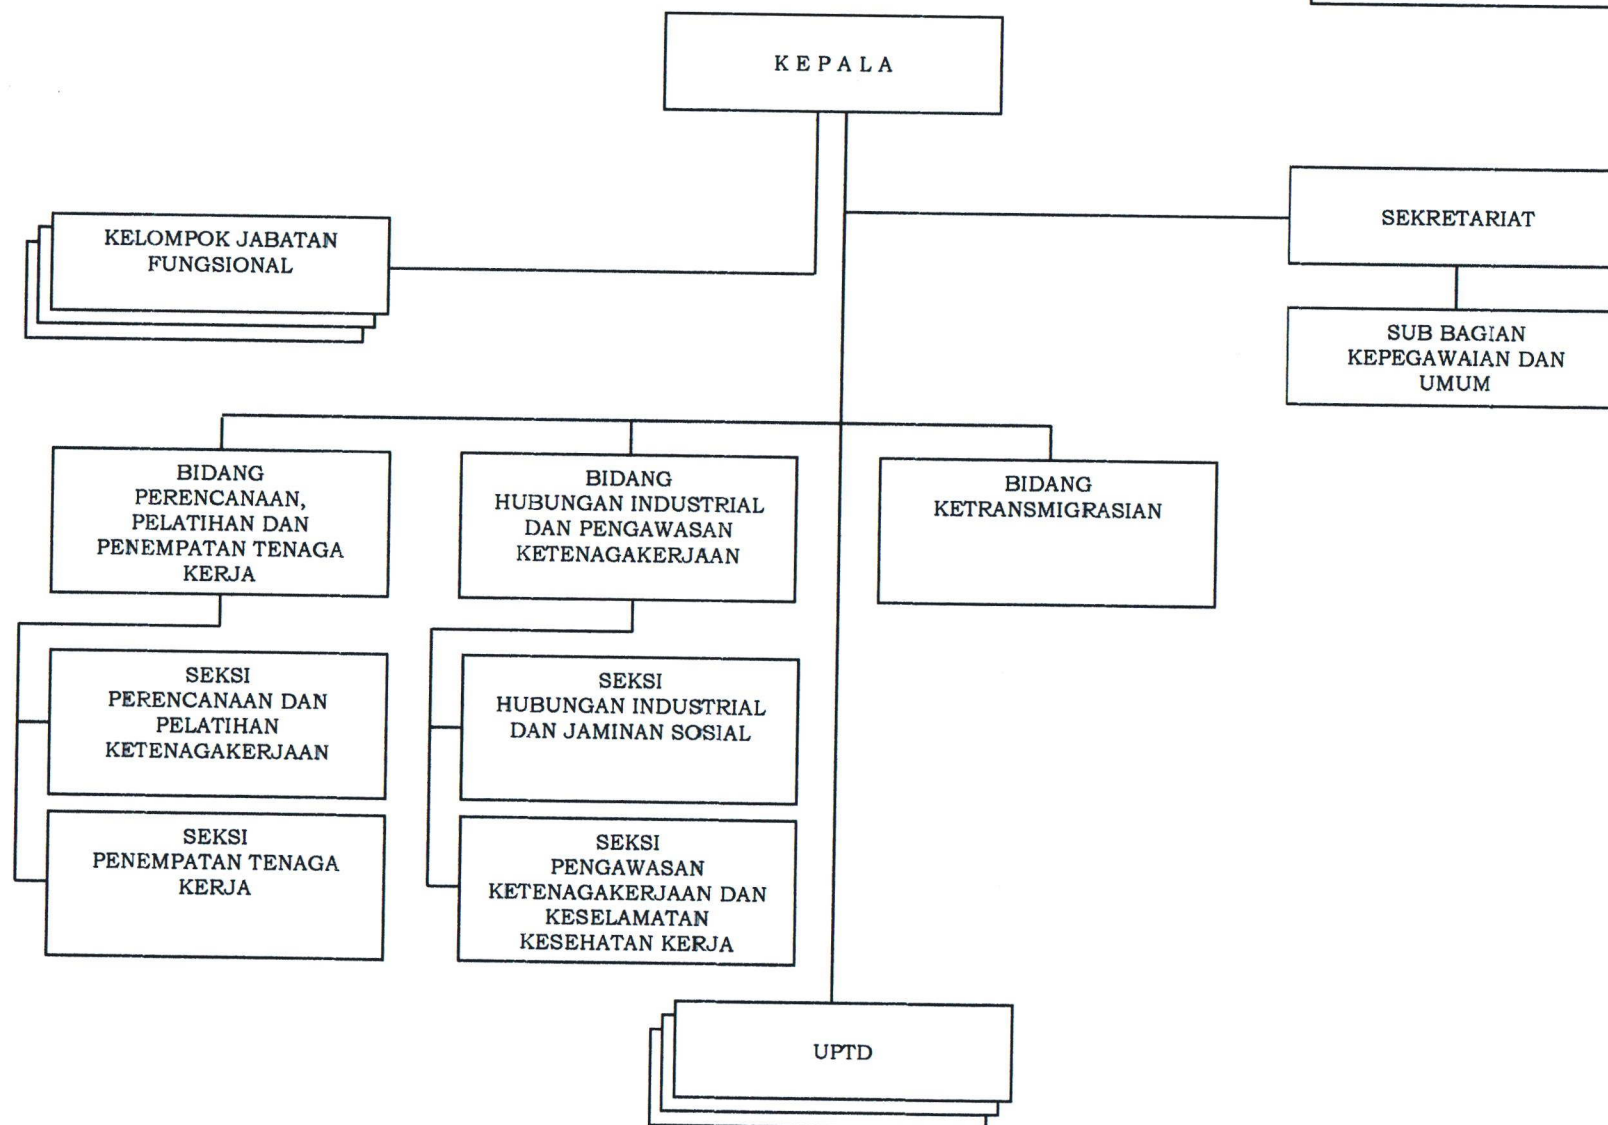 K E P A L A
SEKRETARIAT
KELOMPOK JABATAN
FUNGSIONAL
SUB BAGIAN
KEPEGAWAIAN DAN
UMUM
BIDANG
PERENCANAAN,
PELATIHAN DAN
PENEMPATAN TENAGA
KERJA
BIDANG
HUBUNGAN INDUSTRIAL
DAN PENGAWASAN
KETENAGAKERJAAN
BIDANG
KETRANSMIGRASIAN
SEKSI
PERENCANAAN DAN
PELATIHAN
KETENAGAKERJAAN
SEKSI
HUBUNGAN INDUSTRIAL
DAN JAMINAN SOSIAL
SEKSI
PENEMPATAN TENAGA
KERJA
SEKSI
PENGAWASAN
KETENAGAKERJAAN DAN
KESELAMATAN
KESEHATAN KERJA
UPTD